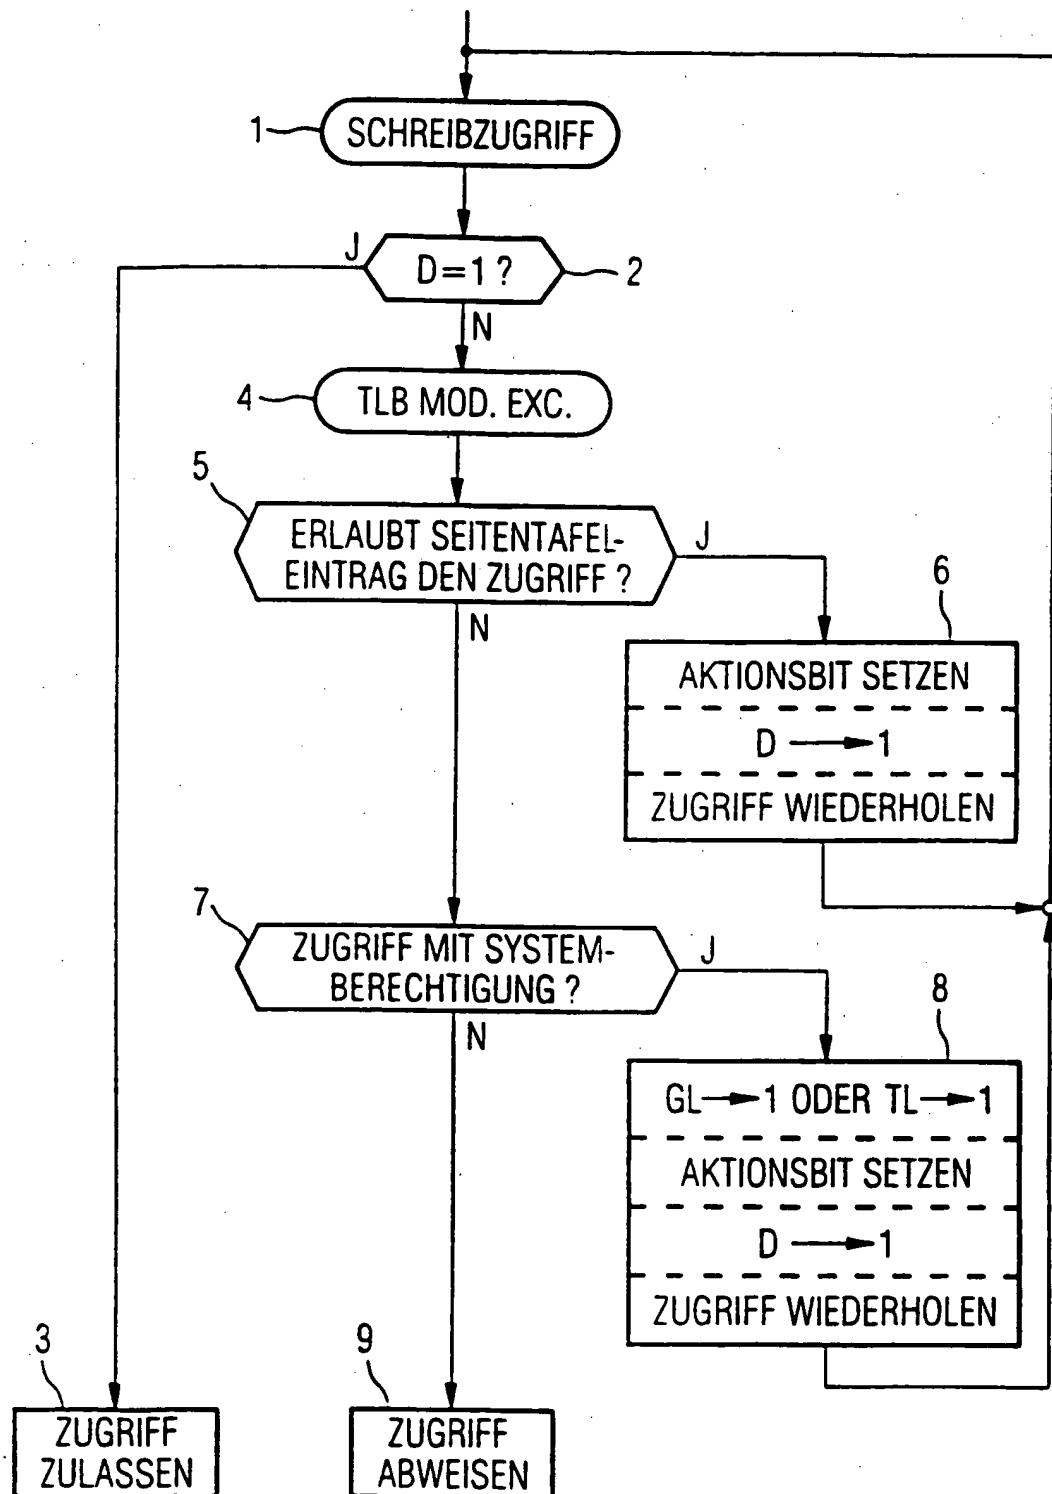 1
SCHREIBZUGRIFF
J
D=1 ?
2
N
4
TLB MOD. EXC.
5
ERLAUBT SEITENTAFEL-
EINTRAG DEN ZUGRIFF ?
J
N
6
AKTIONSBIT SETZEN
D → 1
ZUGRIFF WIEDERHOLEN
7
ZUGRIFF MIT SYSTEM-
BERECHTIGUNG ?
J
N
8
GL → 1 ODER TL → 1
AKTIONSBIT SETZEN
D → 1
ZUGRIFF WIEDERHOLEN
3
ZUGRIFF
ZULASSEN
9
ZUGRIFF
ABWEISEN